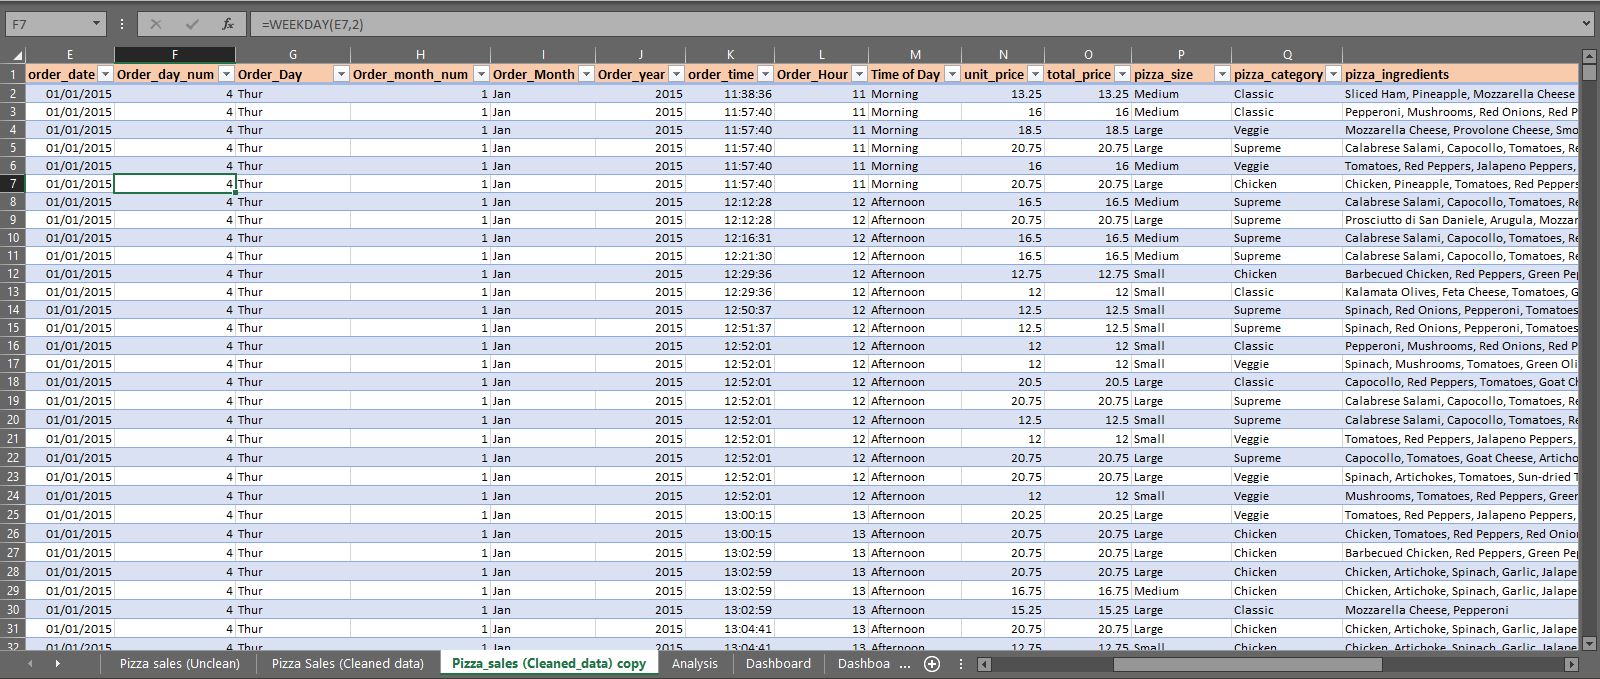 F7 fx =WEEKDAY(E7,2)
E F G H I J K L M N O P Q
1 order_date Order_day_num Order_Day Order_month_num Order_Month Order_year order_time Order_Hour Time of Day unit_price total_price pizza_size pizza_category pizza_ingredients
2 01/01/2015 4 Thur 1 Jan 2015 11:38:36 11 Morning 13.25 13.25 Medium Classic Sliced Ham, Pineapple, Mozzarella Cheese
3 01/01/2015 4 Thur 1 Jan 2015 11:57:40 11 Morning 16 16 Medium Classic Pepperoni, Mushrooms, Red Onions, Red P
4 01/01/2015 4 Thur 1 Jan 2015 11:57:40 11 Morning 18.5 18.5 Large Veggie Mozzarella Cheese, Provolone Cheese, Smo
5 01/01/2015 4 Thur 1 Jan 2015 11:57:40 11 Morning 20.75 20.75 Large Supreme Calabrese Salami, Capocollo, Tomatoes, Re
6 01/01/2015 4 Thur 1 Jan 2015 11:57:40 11 Morning 16 16 Medium Veggie Tomatoes, Red Peppers, Jalapeno Peppers,
7 01/01/2015 4 Thur 1 Jan 2015 11:57:40 11 Morning 20.75 20.75 Large Chicken Chicken, Pineapple, Tomatoes, Red Peppers
8 01/01/2015 4 Thur 1 Jan 2015 12:12:28 12 Afternoon 16.5 16.5 Medium Supreme Calabrese Salami, Capocollo, Tomatoes, Re
9 01/01/2015 4 Thur 1 Jan 2015 12:12:28 12 Afternoon 20.75 20.75 Large Supreme Prosciutto di San Daniele, Arugula, Mozzar
10 01/01/2015 4 Thur 1 Jan 2015 12:16:31 12 Afternoon 16.5 16.5 Medium Supreme Calabrese Salami, Capocollo, Tomatoes, Re
11 01/01/2015 4 Thur 1 Jan 2015 12:21:30 12 Afternoon 16.5 16.5 Medium Supreme Calabrese Salami, Capocollo, Tomatoes, Re
12 01/01/2015 4 Thur 1 Jan 2015 12:29:36 12 Afternoon 12.75 12.75 Small Chicken Barbecued Chicken, Red Peppers, Green Pep
13 01/01/2015 4 Thur 1 Jan 2015 12:29:36 12 Afternoon 12 12 Small Classic Kalamata Olives, Feta Cheese, Tomatoes, G
14 01/01/2015 4 Thur 1 Jan 2015 12:50:37 12 Afternoon 12.5 12.5 Small Supreme Spinach, Red Onions, Pepperoni, Tomatoes
15 01/01/2015 4 Thur 1 Jan 2015 12:51:37 12 Afternoon 12.5 12.5 Small Supreme Spinach, Red Onions, Pepperoni, Tomatoes
16 01/01/2015 4 Thur 1 Jan 2015 12:52:01 12 Afternoon 12 12 Small Classic Pepperoni, Mushrooms, Red Onions, Red P
17 01/01/2015 4 Thur 1 Jan 2015 12:52:01 12 Afternoon 12 12 Small Veggie Spinach, Mushrooms, Tomatoes, Green Oli
18 01/01/2015 4 Thur 1 Jan 2015 12:52:01 12 Afternoon 20.5 20.5 Large Classic Capocollo, Red Peppers, Tomatoes, Goat Ch
19 01/01/2015 4 Thur 1 Jan 2015 12:52:01 12 Afternoon 20.75 20.75 Large Supreme Calabrese Salami, Capocollo, Tomatoes, Re
20 01/01/2015 4 Thur 1 Jan 2015 12:52:01 12 Afternoon 12.5 12.5 Small Supreme Calabrese Salami, Capocollo, Tomatoes, Re
21 01/01/2015 4 Thur 1 Jan 2015 12:52:01 12 Afternoon 12 12 Small Veggie Tomatoes, Red Peppers, Jalapeno Peppers,
22 01/01/2015 4 Thur 1 Jan 2015 12:52:01 12 Afternoon 20.75 20.75 Large Supreme Capocollo, Tomatoes, Goat Cheese, Articho
23 01/01/2015 4 Thur 1 Jan 2015 12:52:01 12 Afternoon 20.75 20.75 Large Veggie Spinach, Artichokes, Tomatoes, Sun-dried T
24 01/01/2015 4 Thur 1 Jan 2015 12:52:01 12 Afternoon 12 12 Small Veggie Mushrooms, Tomatoes, Red Peppers, Green
25 01/01/2015 4 Thur 1 Jan 2015 13:00:15 13 Afternoon 20.25 20.25 Large Veggie Tomatoes, Red Peppers, Jalapeno Peppers,
26 01/01/2015 4 Thur 1 Jan 2015 13:00:15 13 Afternoon 20.75 20.75 Large Chicken Chicken, Tomatoes, Red Peppers, Red Onio
27 01/01/2015 4 Thur 1 Jan 2015 13:02:59 13 Afternoon 20.75 20.75 Large Chicken Barbecued Chicken, Red Peppers, Green Pep
28 01/01/2015 4 Thur 1 Jan 2015 13:02:59 13 Afternoon 20.75 20.75 Large Chicken Chicken, Artichoke, Spinach, Garlic, Jalape
29 01/01/2015 4 Thur 1 Jan 2015 13:02:59 13 Afternoon 16.75 16.75 Medium Chicken Chicken, Artichoke, Spinach, Garlic, Jalape
30 01/01/2015 4 Thur 1 Jan 2015 13:02:59 13 Afternoon 15.25 15.25 Large Classic Mozzarella Cheese, Pepperoni
31 01/01/2015 4 Thur 1 Jan 2015 13:04:41 13 Afternoon 20.75 20.75 Large Chicken Chicken, Artichoke, Spinach, Garlic, Jalape
32 01/01/2015 4 Thur 1 Jan 2015 13:04:41 13 Afternoon 12.75 12.75 Small Chicken Chicken, Artichoke, Spinach, Garlic, Jalape
Pizza sales (Unclean) Pizza Sales (Cleaned data) Pizza_sales (Cleaned_data) copy Analysis Dashboard Dashboa ...